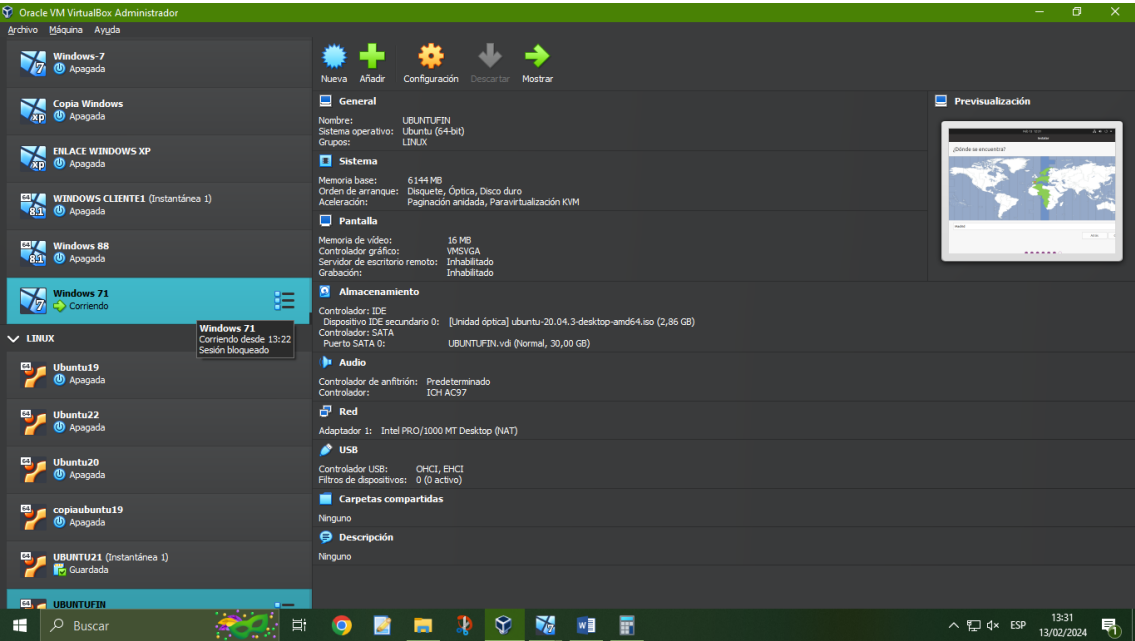 Oracle VM VirtualBox Administrador
Archivo Máquina Ayuda
Windows-7
Apagada
Copia Windows
Apagada
ENLACE WINDOWS XP
Apagada
WINDOWS CLIENTE1 (Instantánea 1)
Apagada
Windows 88
Apagada
Windows 71
Corriendo
Windows 71
Corriendo desde 13:22
Sesión bloqueado
LINUX
Ubuntu19
Apagada
Ubuntu22
Apagada
Ubuntu20
Apagada
copiaubuntu19
Apagada
UBUNTU21 (Instantánea 1)
Guardada
UBUNTUFIN
Nueva Añadir Configuración Descartar Mostrar
General
Nombre: UBUNTUFIN
Sistema operativo: Ubuntu (64-bit)
Grupos: LINUX
Sistema
Memoria base: 6144 MB
Orden de arranque: Disquete, Óptica, Disco duro
Aceleración: Paginación anidada, Paravirtualización KVM
Pantalla
Memoria de vídeo: 16 MB
Controlador gráfico: VMSVGA
Servidor de escritorio remoto: Inhabilitado
Grabación: Inhabilitado
Almacenamiento
Controlador: IDE
Dispositivo IDE secundario 0: [Unidad óptica] ubuntu-20.04.3-desktop-amd64.iso (2,86 GB)
Controlador: SATA
Puerto SATA 0: UBUNTUFIN.vdi (Normal, 30,00 GB)
Audio
Controlador de anfitrión: Predeterminado
Controlador: ICH AC97
Red
Adaptador 1: Intel PRO/1000 MT Desktop (NAT)
USB
Controlador USB: OHCI, EHCI
Filtros de dispositivos: 0 (0 activo)
Carpetas compartidas
Ninguno
Descripción
Ninguno
Previsualización
¿Dónde se encuentra?
Buscar
ESP
13:31
13/02/2024